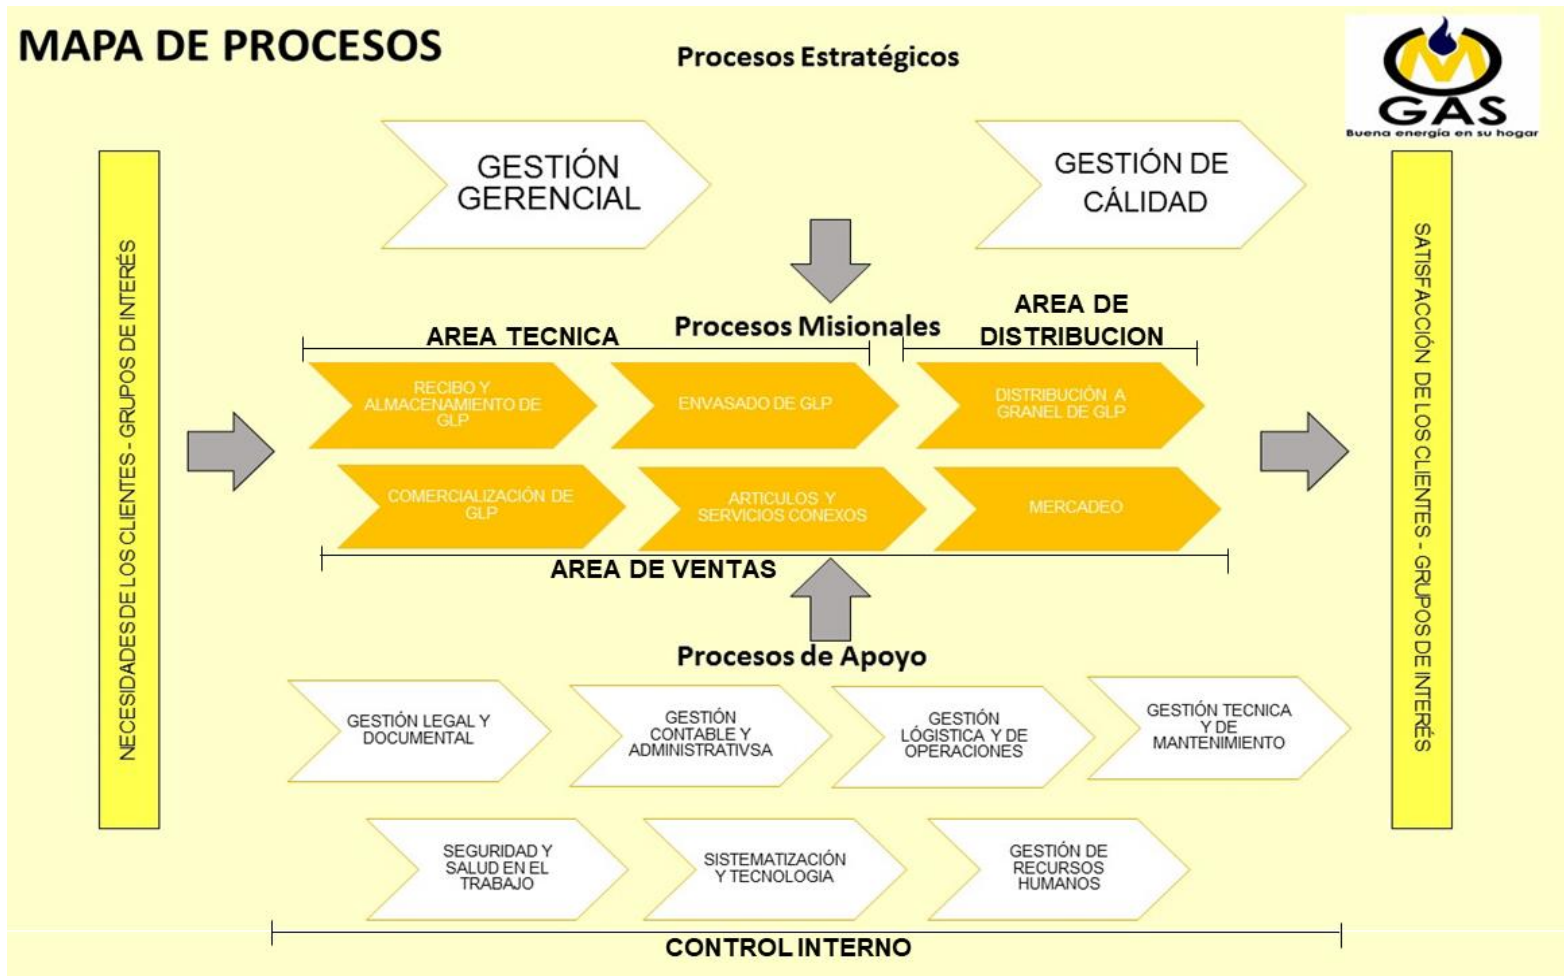 MAPA DE PROCESOS
Procesos Estratégicos
GAS
Buena energía en su hogar
GESTIÓN
GERENCIAL
GESTIÓN DE
CÁLIDAD
NECESIDADES DE LOS CLIENTES - GRUPOS DE INTERÉS
SATISFACCIÓN DE LOS CLIENTES - GRUPOS DE INTERÉS
Procesos Misionales
AREA TECNICA
AREA DE
DISTRIBUCION
RECIBO Y
ALMACENAMIENTO DE
GLP
ENVASADO DE GLP
DISTRIBUCIÓN A
GRANEL DE GLP
COMERCIALIZACIÓN DE
GLP
ARTICULOS Y
SERVICIOS CONEXOS
MERCADEO
AREA DE VENTAS
Procesos de Apoyo
GESTIÓN LEGAL Y
DOCUMENTAL
GESTIÓN
CONTABLE Y
ADMINISTRATIVSA
GESTIÓN
LÓGISTICA Y DE
OPERACIONES
GESTIÓN TECNICA
Y DE
MANTENIMIENTO
SEGURIDAD Y
SALUD EN EL
TRABAJO
SISTEMATIZACIÓN
Y TECNOLOGIA
GESTIÓN DE
RECURSOS
HUMANOS
CONTROL INTERNO